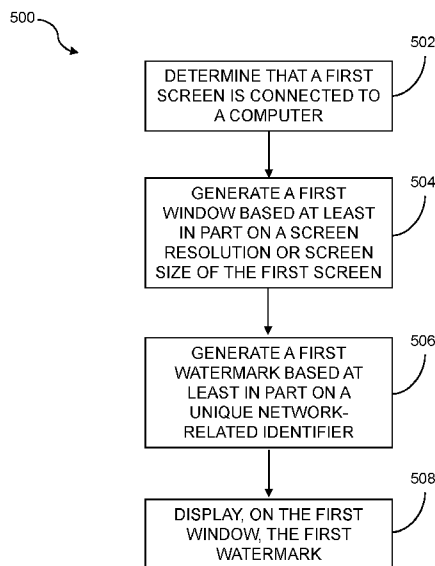 500
502
DETERMINE THAT A FIRST
SCREEN IS CONNECTED TO
A COMPUTER
504
GENERATE A FIRST
WINDOW BASED AT LEAST
IN PART ON A SCREEN
RESOLUTION OR SCREEN
SIZE OF THE FIRST SCREEN
506
GENERATE A FIRST
WATERMARK BASED AT
LEAST IN PART ON A
UNIQUE NETWORK-
RELATED IDENTIFIER
508
DISPLAY, ON THE FIRST
WINDOW, THE FIRST
WATERMARK